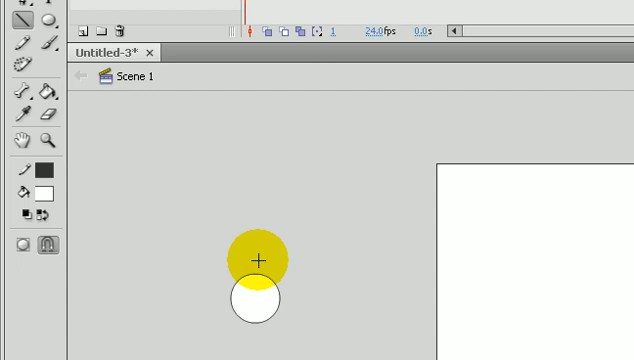 1 24.0fps 0.0s
Untitled-3* ×
Scene 1